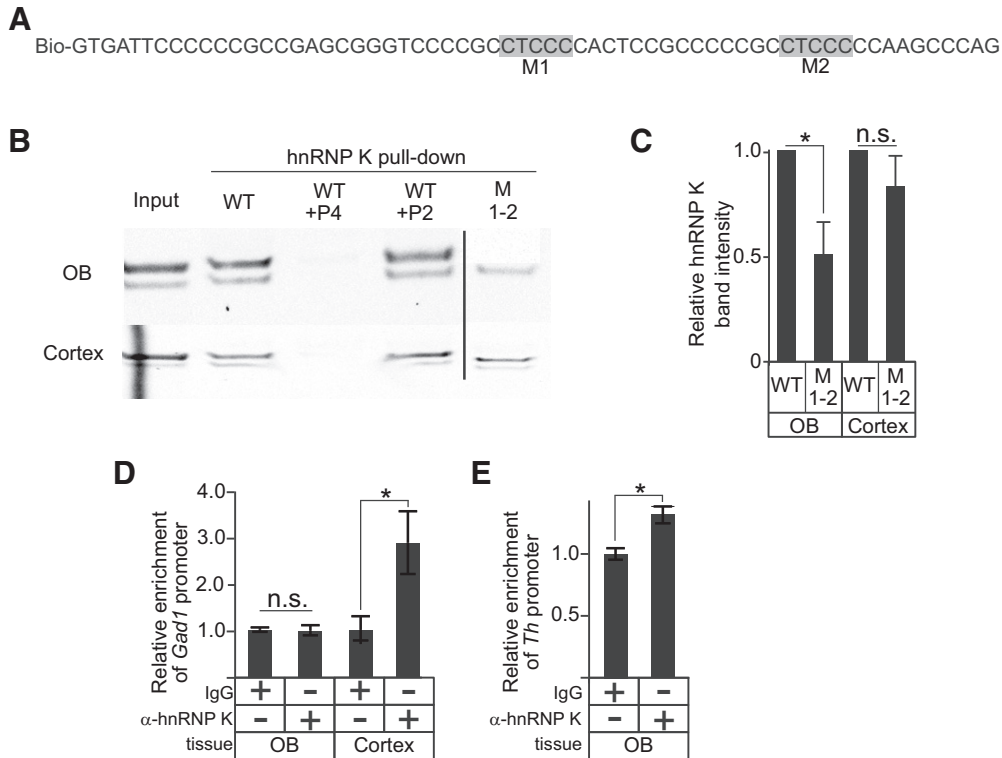 A
Bio-GTGATTCCCCCCGCCGAGCGGGTCCCCGCCTCCCCACTCCGCCCCCGCCTCCCCCAAGCCCAG
M1 M2
B
hnRNP K pull-down
Input WT WT +P4 WT +P2 M 1-2
OB
Cortex
C
Relative hnRNP K
band intensity
1.0
0.5
0
* n.s.
WT M 1-2 WT M 1-2
OB Cortex
D
Relative enrichment
of Gad1 promoter
4.0
3.0
2.0
1.0
n.s. *
IgG + − + −
α-hnRNP K − + − +
tissue OB Cortex
E
Relative enrichment
of Th promoter
1.0
0.5
*
IgG + −
α-hnRNP K − +
tissue OB